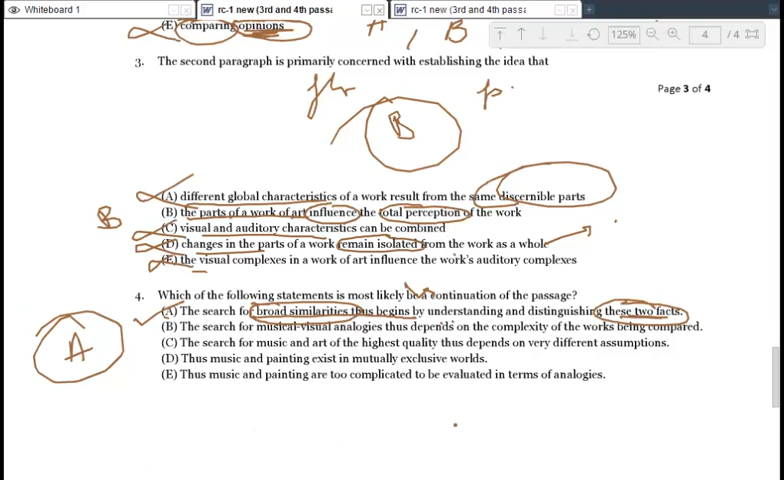 Whiteboard 1
rc-1 new (3rd and 4th passa
rc-1 new (3rd and 4th passa
(E) comparing opinions
A , B
125%
4 / 4
3. The second paragraph is primarily concerned with establishing the idea that
Page 3 of 4
B
(A) different global characteristics of a work result from the same discernible parts
(B) the parts of a work of art influence the total perception of the work
(C) visual and auditory characteristics can be combined
(D) changes in the parts of a work remain isolated from the work as a whole
(E) the visual complexes in a work of art influence the work's auditory complexes
B
4. Which of the following statements is most likely be a continuation of the passage?
(A) The search for broad similarities thus begins by understanding and distinguishing these two facts.
(B) The search for musical-visual analogies thus depends on the complexity of the works being compared.
(C) The search for music and art of the highest quality thus depends on very different assumptions.
(D) Thus music and painting exist in mutually exclusive worlds.
(E) Thus music and painting are too complicated to be evaluated in terms of analogies.
A